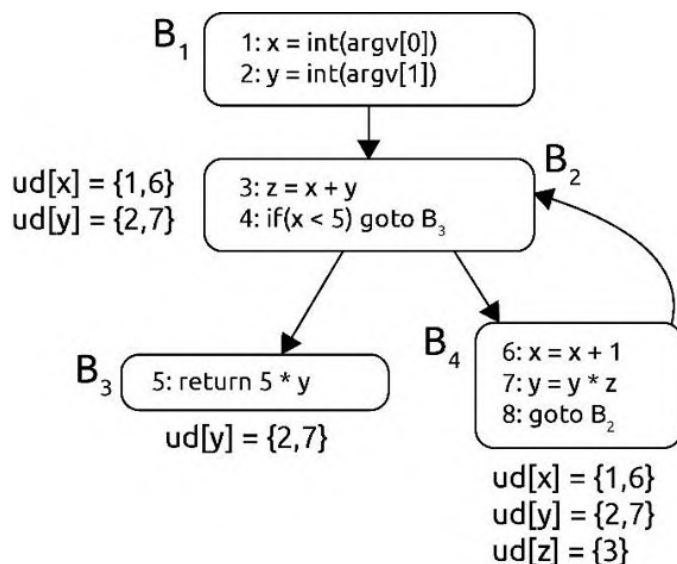 B₁
1: x = int(argv[0])
2: y = int(argv[1])
B₂
ud[x] = {1,6}
ud[y] = {2,7}
3: z = x + y
4: if(x < 5) goto B₃
B₃
5: return 5 * y
ud[y] = {2,7}
B₄
6: x = x + 1
7: y = y * z
8: goto B₂
ud[x] = {1,6}
ud[y] = {2,7}
ud[z] = {3}